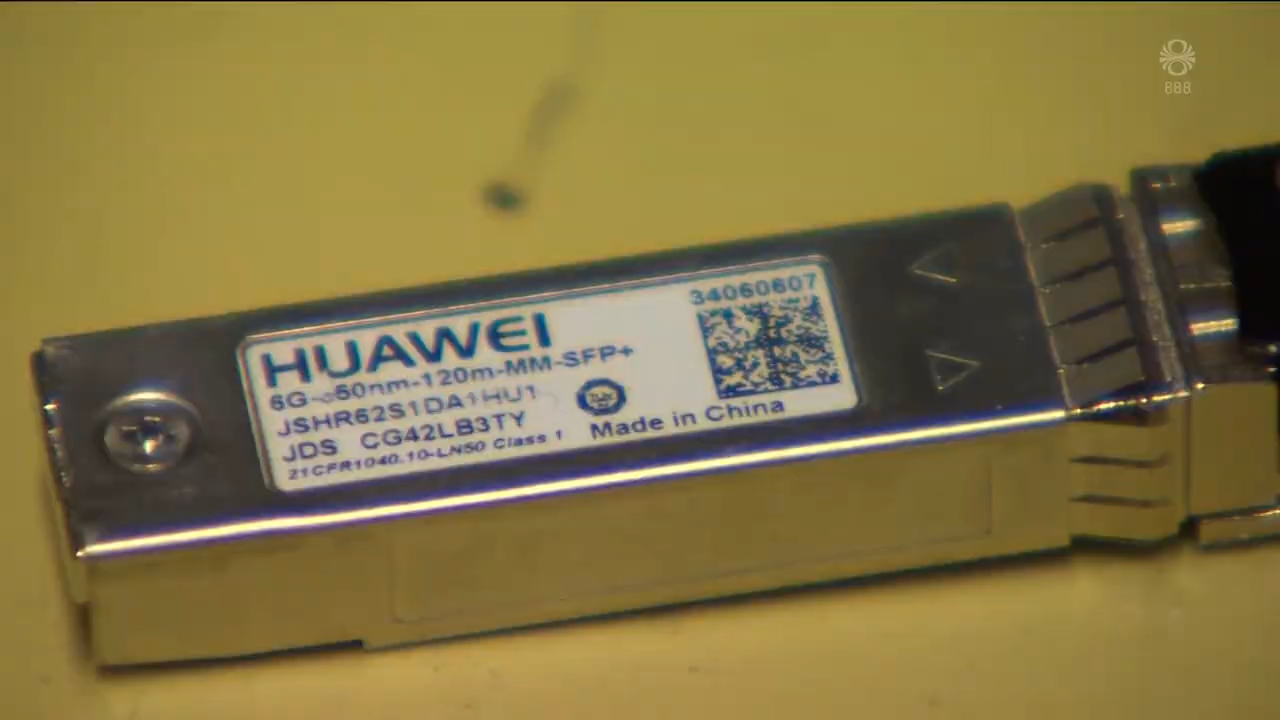 888
34060607
HUAWEI
6G-850nm-120m-MM-SFP+
JSHR62S1DA1HU1
JDS CG42LB3TY
Made in China
21CFR1040.10-LN50 Class 1